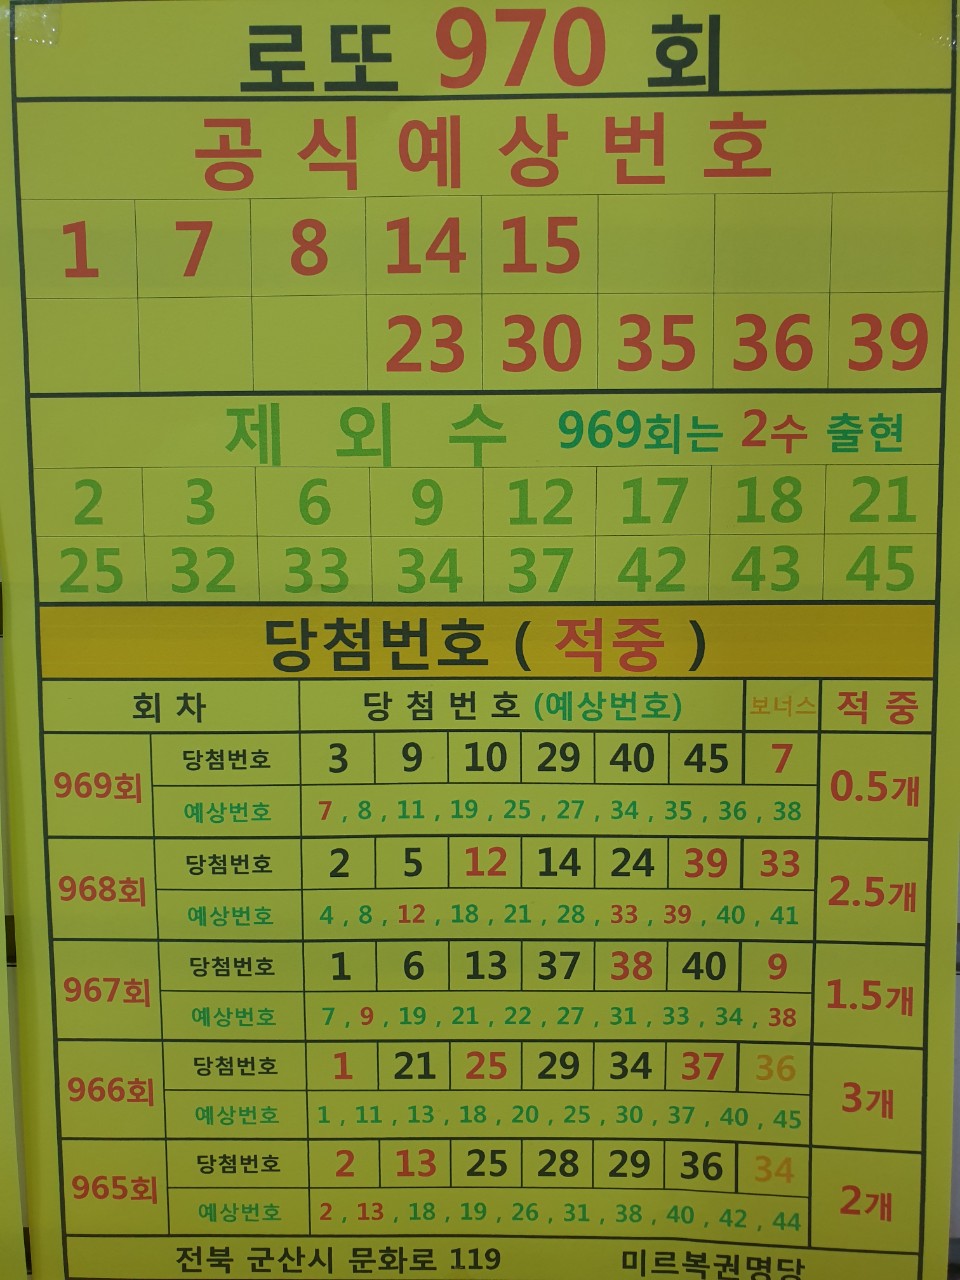 로또 970 회
공 식 예 상 번 호
1 7 8 14 15
23 30 35 36 39
제 외 수 969회는 2수 출현
2 3 6 9 12 17 18 21
25 32 33 34 37 42 43 45
당첨번호 ( 적중 )
회 차 당 첨 번 호 (예상번호) 보너스 적 중
969회 당첨번호 3 9 10 29 40 45 7 0.5개
예상번호 7 , 8 , 11 , 19 , 25 , 27 , 34 , 35 , 36 , 38
968회 당첨번호 2 5 12 14 24 39 33 2.5개
예상번호 4 , 8 , 12 , 18 , 21 , 28 , 33 , 39 , 40 , 41
967회 당첨번호 1 6 13 37 38 40 9 1.5개
예상번호 7 , 9 , 19 , 21 , 22 , 27 , 31 , 33 , 34 , 38
966회 당첨번호 1 21 25 29 34 37 36 3개
예상번호 1 , 11 , 13 , 18 , 20 , 25 , 30 , 37 , 40 , 45
965회 당첨번호 2 13 25 28 29 36 34 2개
예상번호 2 , 13 , 18 , 19 , 26 , 31 , 38 , 40 , 42 , 44
전북 군산시 문화로 119 미르복권명당